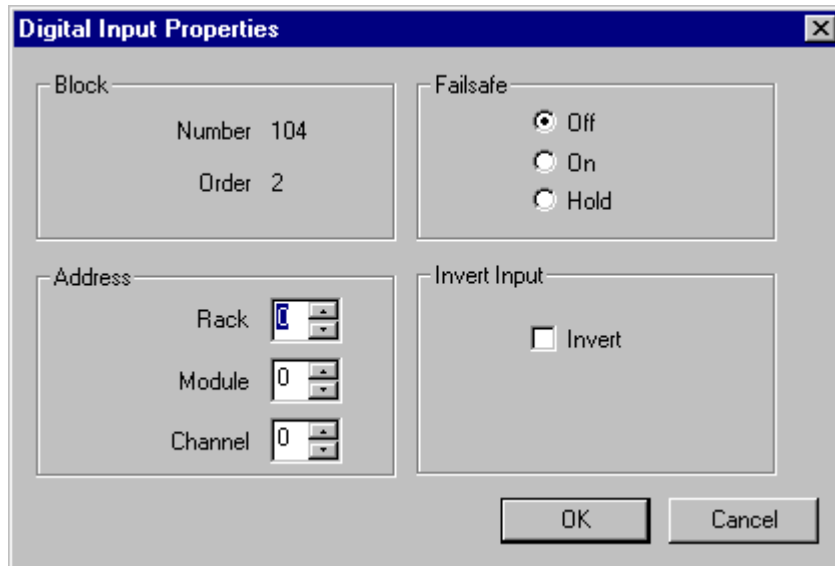 Digital Input Properties
Block
Number 104
Order 2
Failsafe
Off
On
Hold
Address
Rack 0
Module 0
Channel 0
Invert Input
Invert
OK
Cancel